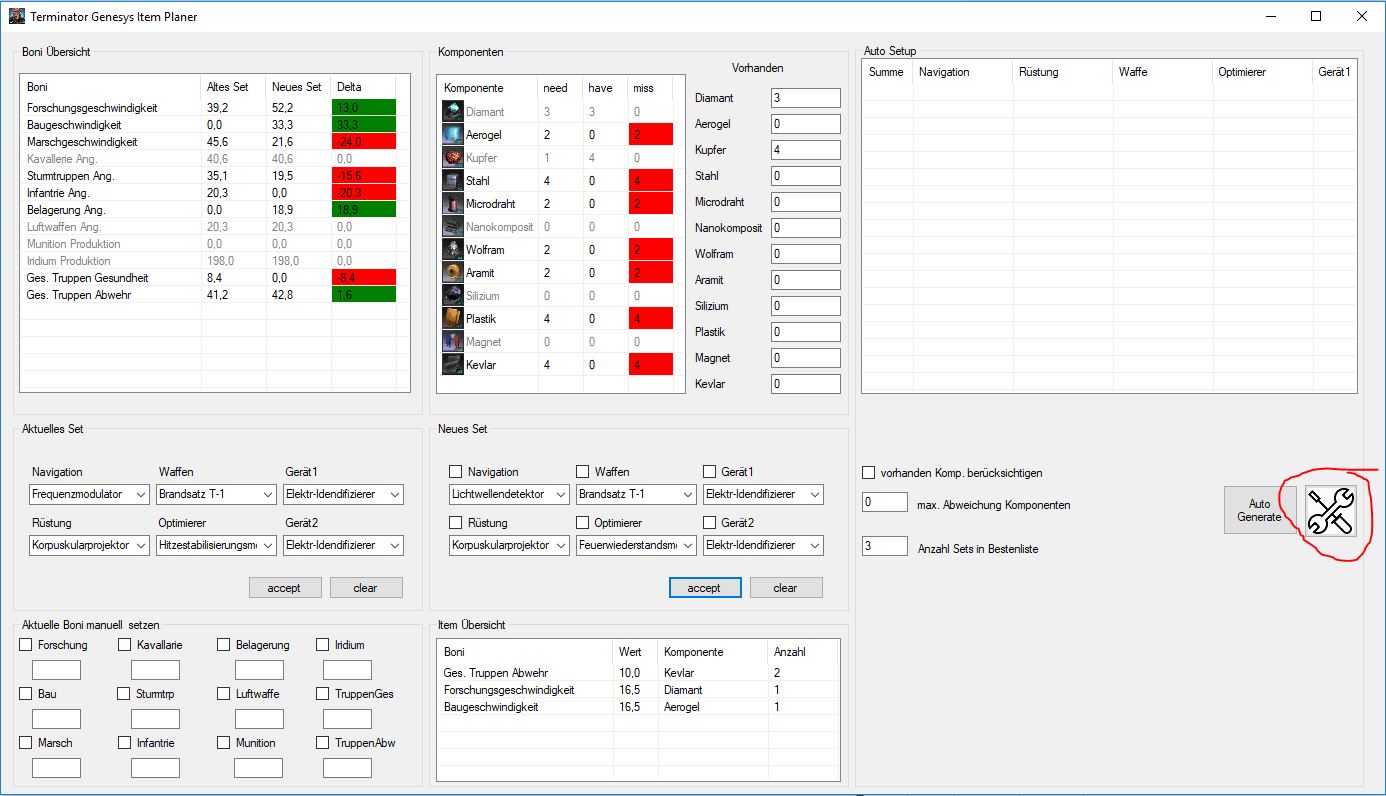 Terminator Genesys Item Planer
Boni Übersicht
Boni Altes Set Neues Set Delta
Forschungsgeschwindigkeit 39,2 52,2 13,0
Baugeschwindigkeit 0,0 33,3 33,3
Marschgeschwindigkeit 45,6 21,6 -24,0
Kavallerie Ang. 40,6 40,6 0,0
Sturmtruppen Ang. 35,1 19,5 -15,6
Infantrie Ang. 20,3 0,0 -20,3
Belagerung Ang. 0,0 18,9 18,9
Luftwaffen Ang. 20,3 20,3 0,0
Munition Produktion 0,0 0,0 0,0
Iridium Produktion 198,0 198,0 0,0
Ges. Truppen Gesundheit 8,4 0,0 -8,4
Ges. Truppen Abwehr 41,2 42,8 1,6
Komponenten
Komponente need have miss
Diamant 3 3 0
Aerogel 2 0 2
Kupfer 1 4 0
Stahl 4 0 4
Microdraht 2 0 2
Nanokomposit 0 0 0
Wolfram 2 0 2
Aramit 2 0 2
Silizium 0 0 0
Plastik 4 0 4
Magnet 0 0 0
Kevlar 4 0 4
Vorhanden
Diamant 3
Aerogel 0
Kupfer 4
Stahl 0
Microdraht 0
Nanokomposit 0
Wolfram 0
Aramit 0
Silizium 0
Plastik 0
Magnet 0
Kevlar 0
Auto Setup
Summe Navigation Rüstung Waffe Optimierer Gerät1
Aktuelles Set
Navigation Waffen Gerät1
Frequenzmodulator Brandsatz T-1 Elektr-Idendifizierer
Rüstung Optimierer Gerät2
Korpuskularprojektor Hitzestabilisierungsm Elektr-Idendifizierer
accept clear
Neues Set
Navigation Waffen Gerät1
Lichtwellendetektor Brandsatz T-1 Elektr-Idendifizierer
Rüstung Optimierer Gerät2
Korpuskularprojektor Feuerwiederstandsm Elektr-Idendifizierer
accept clear
vorhanden Komp. berücksichtigen
0 max. Abweichung Komponenten
3 Anzahl Sets in Bestenliste
Auto
Generate
Aktuelle Boni manuell setzen
Forschung Kavallarie Belagerung Iridium
Bau Sturmtrp Luftwaffe TruppenGes
Marsch Infantrie Munition TruppenAbw
Item Übersicht
Boni Wert Komponente Anzahl
Ges. Truppen Abwehr 10,0 Kevlar 2
Forschungsgeschwindigkeit 16,5 Diamant 1
Baugeschwindigkeit 16,5 Aerogel 1